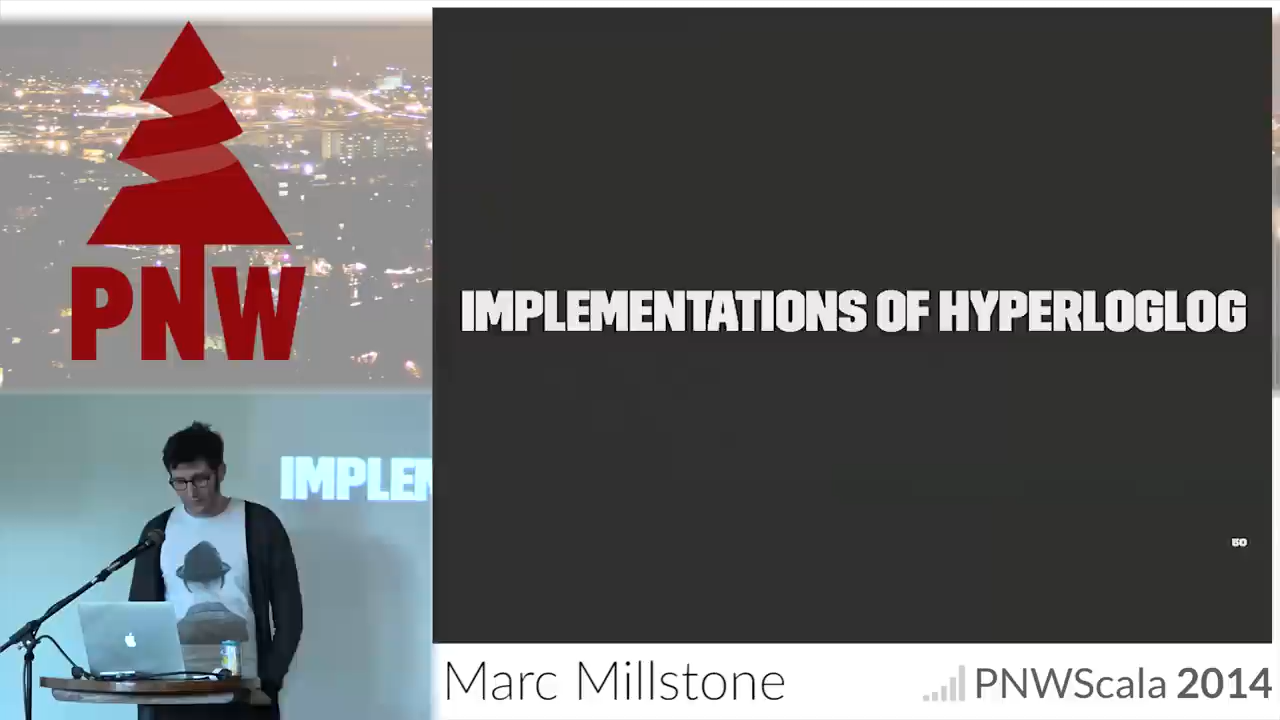 PNW
IMPLEMENTATIONS OF HYPERLOGLOG
IMPLEM
50
Marc Millstone
PNWScala 2014